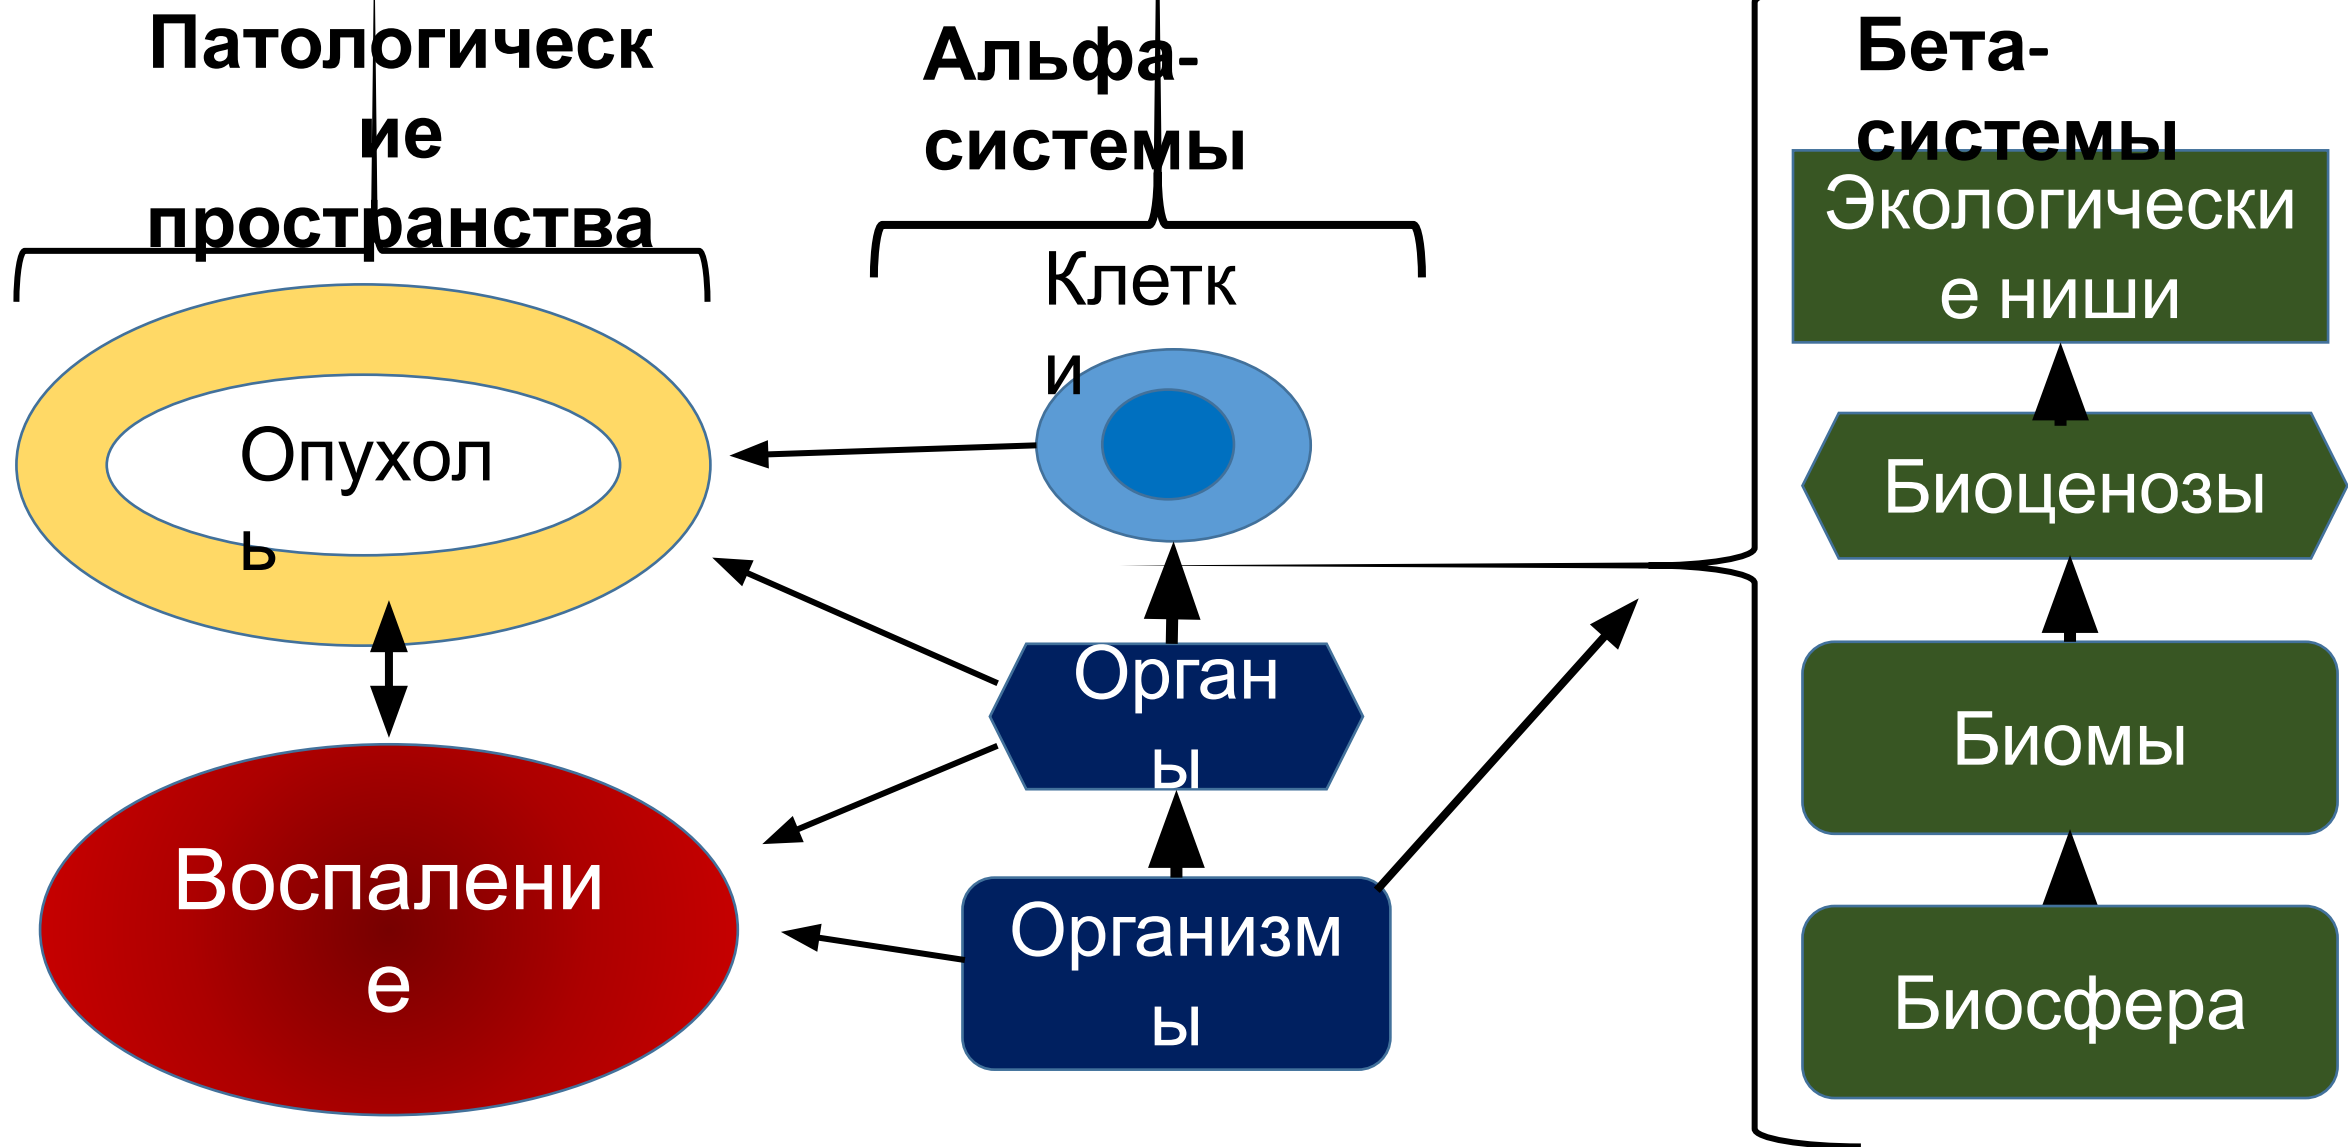 Патологическ
ие
пространства
Альфа-
системы
Бета-
системы
Клетк
и
Опухол
ь
Орган
ы
Воспалени
е
Организм
ы
Экологически
е ниши
Биоценозы
Биомы
Биосфера